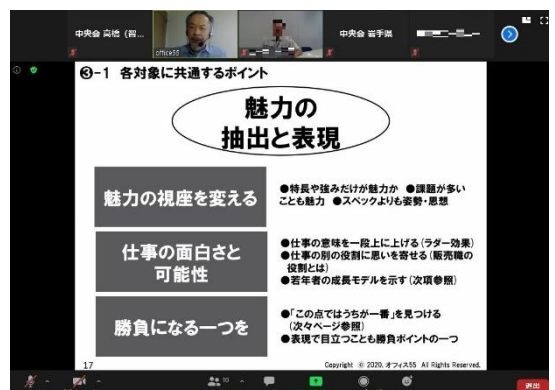 中央会 高橋（智...
office55
中央会 岩手県
❸-1 各対象に共通するポイント
魅力の
抽出と表現
魅力の視座を変える
●特長や強みだけが魅力か ●課題が多い
ことも魅力 ●スペックよりも姿勢・思想
仕事の面白さと
可能性
●仕事の意味を一段上に上げる（ラダー効果）
●仕事の別の役割に思いを寄せる（販売職の
役割とは）
●若年者の成長モデルを示す（次項参照）
勝負になる一つを
●「この点ではうちが一番」を見つける
（次々ページ参照）
●表現で目立つことも勝負ポイントの一つ
17
Copyright © 2020. オフィス55 All Rights Reserved.
10
退出